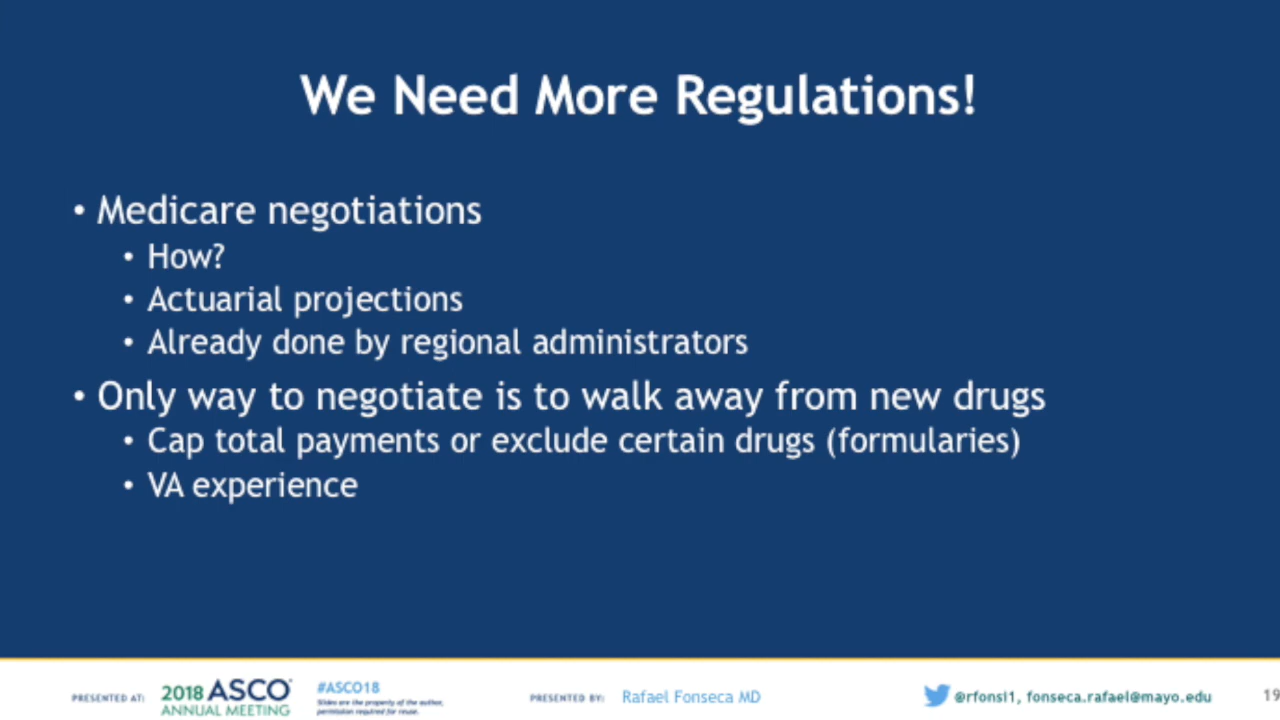 We Need More Regulations!
• Medicare negotiations
• How?
• Actuarial projections
• Already done by regional administrators
• Only way to negotiate is to walk away from new drugs
• Cap total payments or exclude certain drugs (formularies)
• VA experience
PRESENTED AT:
2018 ASCO
ANNUAL MEETING
#ASCO18
Slides are the property of the author,
permission required for reuse.
PRESENTED BY:
Rafael Fonseca MD
@rfonsi1, fonseca.rafael@mayo.edu
19